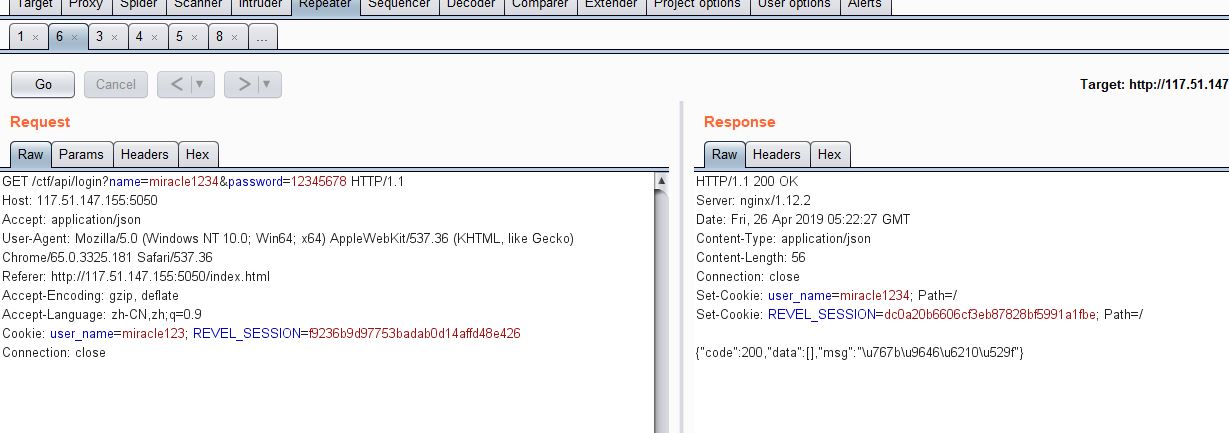 Target Proxy Spider Scanner Intruder Repeater Sequencer Decoder Comparer Extender Project options User options Alerts
1 × 6 × 3 × 4 × 5 × 8 × ...
Go Cancel < ▼ > ▼ Target: http://117.51.147
Request
Raw Params Headers Hex
GET /ctf/api/login?name=miracle1234&password=12345678 HTTP/1.1
Host: 117.51.147.155:5050
Accept: application/json
User-Agent: Mozilla/5.0 (Windows NT 10.0; Win64; x64) AppleWebKit/537.36 (KHTML, like Gecko)
Chrome/65.0.3325.181 Safari/537.36
Referer: http://117.51.147.155:5050/index.html
Accept-Encoding: gzip, deflate
Accept-Language: zh-CN,zh;q=0.9
Cookie: user_name=miracle123; REVEL_SESSION=f9236b9d97753badab0d14affd48e426
Connection: close
Response
Raw Headers Hex
HTTP/1.1 200 OK
Server: nginx/1.12.2
Date: Fri, 26 Apr 2019 05:22:27 GMT
Content-Type: application/json
Content-Length: 56
Connection: close
Set-Cookie: user_name=miracle1234; Path=/
Set-Cookie: REVEL_SESSION=dc0a20b6606cf3eb87828bf5991a1fbe; Path=/
{"code":200,"data":[],"msg":"\u767b\u9646\u6210\u529f"}